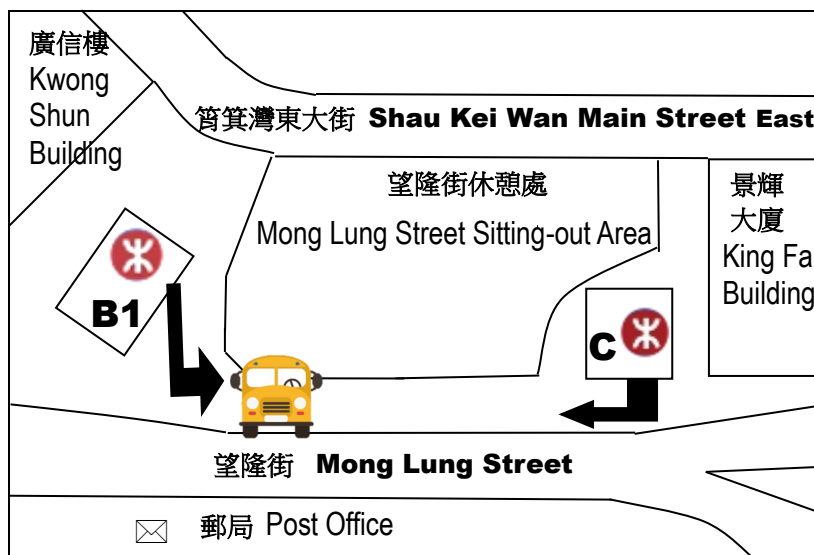 廣信樓
Kwong
Shun
Building
筲箕灣東大街 Shau Kei Wan Main Street East
望隆街休憩處
Mong Lung Street Sitting-out Area
景輝
大廈
King Fa
Building
B1
C
望隆街 Mong Lung Street
郵局 Post Office